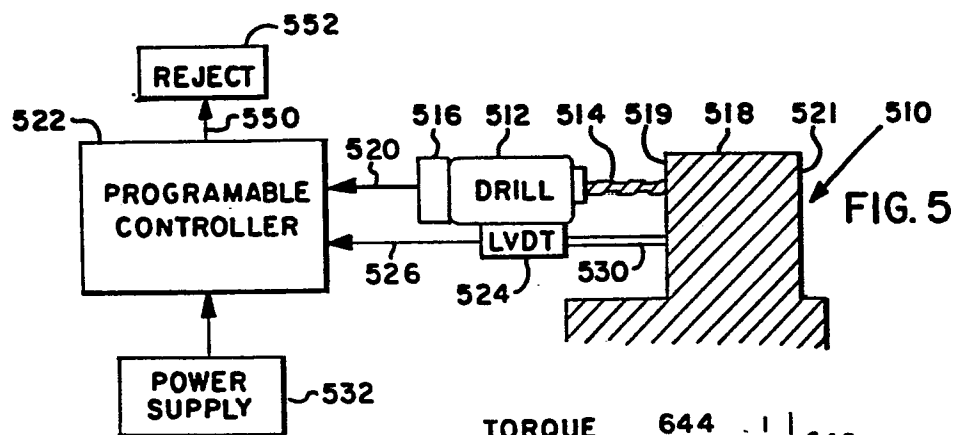 552
REJECT
522
550
516 512 514 519 518 521 510
520
PROGRAMABLE
CONTROLLER
DRILL
FIG. 5
LVDT
526
524
530
POWER
SUPPLY
532
TORQUE 644